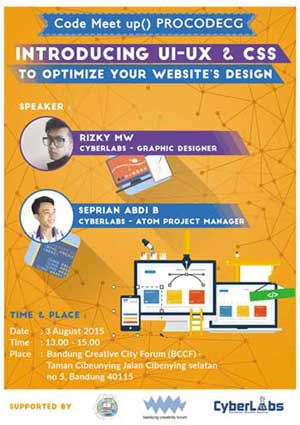 Code Meet up() PROCODECG
INTRODUCING UI-UX & CSS
TO OPTIMIZE YOUR WEBSITE'S DESIGN
SPEAKER :
RIZKY MW
CYBERLABS - GRAPHIC DESIGNER
SEPRIAN ABDI B
CYBERLABS - ATOM PROJECT MANAGER
TIME & PLACE :
Date : 3 August 2015
Time : 13.00 - 15.00
Place : Bandung Creative City Forum (BCCF) -
Taman Cibeunying Jalan Cibenying selatan
no 5, Bandung 40115
SUPPORTED BY
bandung creativity forum
CyberLabs